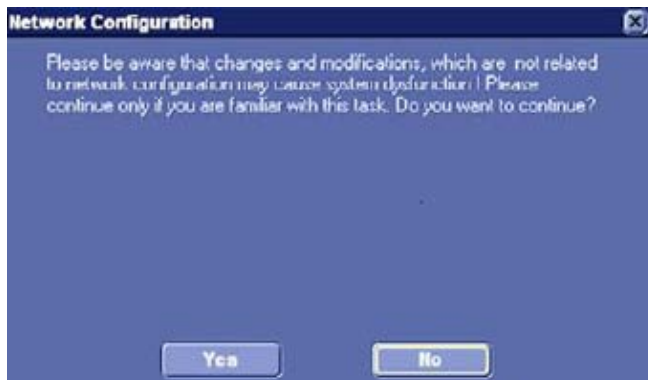 Network Configuration
Please be aware that changes and modifications, which are not related
to network configuration may cause system dysfunction ! Please
continue only if you are familiar with this task. Do you want to continue?
Yes
No